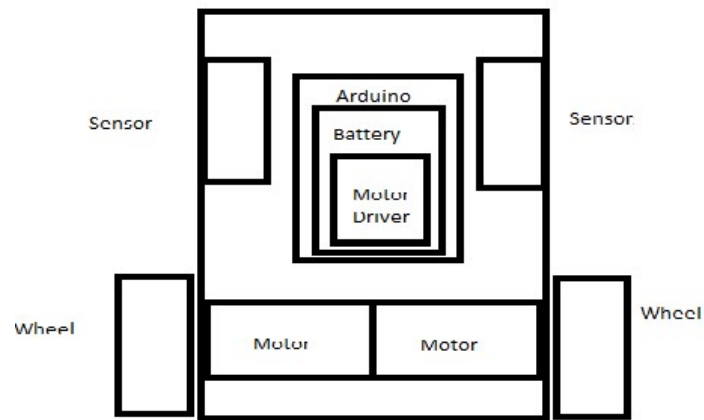 Arduino
Sensor
Sensor
Battery
Motor
Driver
Wheel
Wheel
Motor
Motor